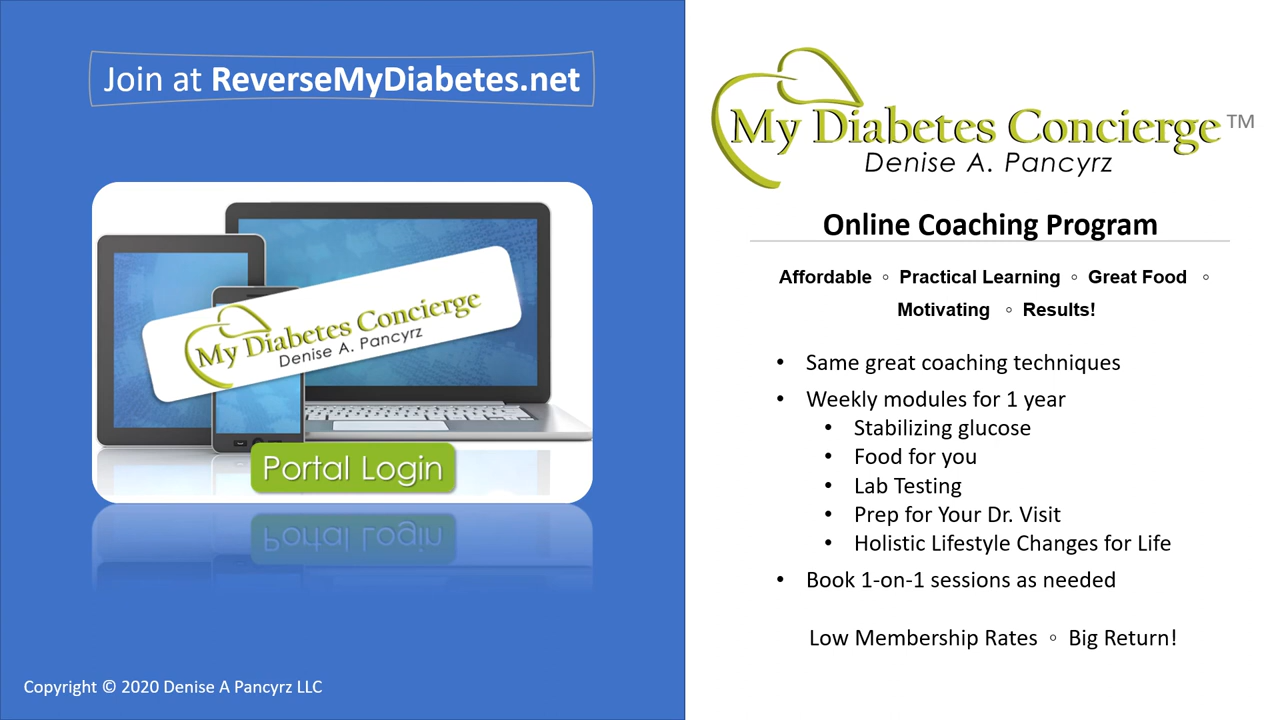 Join at ReverseMyDiabetes.net
My Diabetes Concierge
Denise A. Pancyrz
Portal Login
Portal Login
Copyright © 2020 Denise A Pancyrz LLC
My Diabetes Concierge™
Denise A. Pancyrz
Online Coaching Program
Affordable ◦ Practical Learning ◦ Great Food ◦
Motivating ◦ Results!
• Same great coaching techniques
• Weekly modules for 1 year
• Stabilizing glucose
• Food for you
• Lab Testing
• Prep for Your Dr. Visit
• Holistic Lifestyle Changes for Life
• Book 1-on-1 sessions as needed
Low Membership Rates ◦ Big Return!